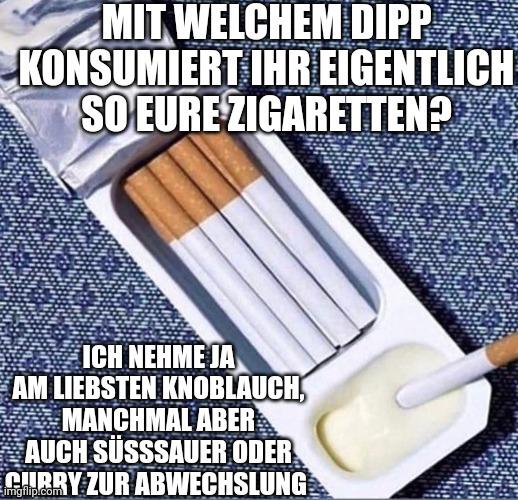 MIT WELCHEM DIPP
KONSUMIERT IHR EIGENTLICH
SO EURE ZIGARETTEN?
ICH NEHME JA
AM LIEBSTEN KNOBLAUCH,
MANCHMAL ABER
AUCH SÜSSSAUER ODER
CURRY ZUR ABWECHSLUNG
imgflip.com